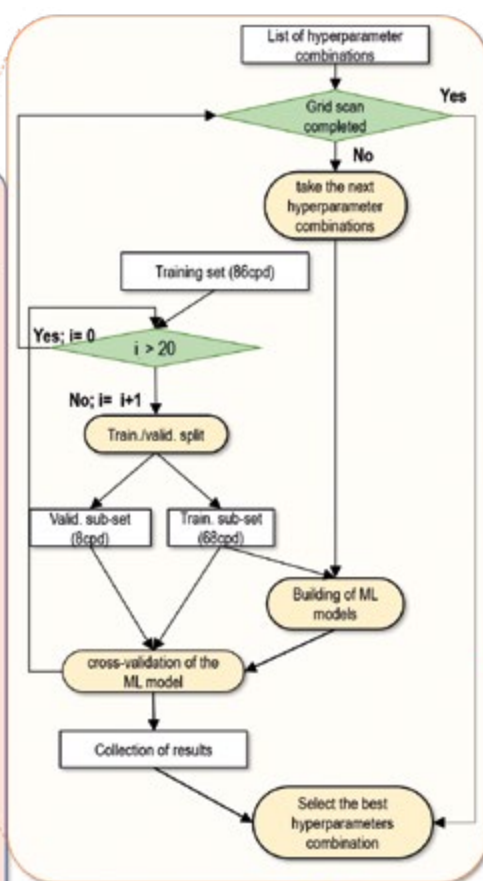 List of hyperparameter
combinations
Yes
Grid scan
completed
No
take the next
hyperparameter
combinations
Training set (86cpd)
Yes; i= 0
i > 20
No; i= i+1
Train./valid. split
Valid. sub-set
(8cpd)
Train. sub-set
(68cpd)
Building of ML
models
cross-validation of the
ML model
Collection of results
Select the best
hyperparameters
combination